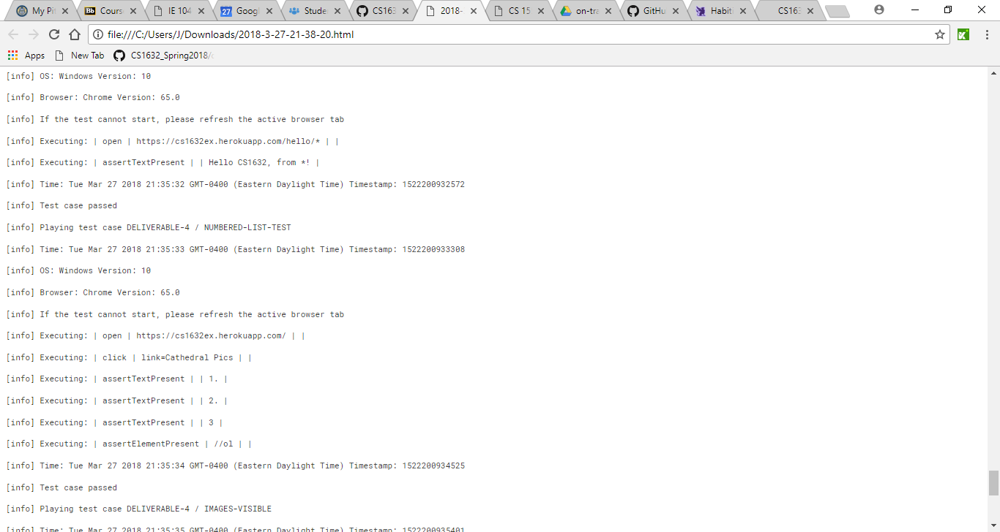 My Pi
Bb Cours
IE 104
27 Googl
Stude
CS163
2018-
CS 15
on-tra
GitHu
Habiti
CS163
file:///C:/Users/J/Downloads/2018-3-27-21-38-20.html
Apps New Tab CS1632_Spring2018/
[info] OS: Windows Version: 10
[info] Browser: Chrome Version: 65.0
[info] If the test cannot start, please refresh the active browser tab
[info] Executing: | open | https://cs1632ex.herokuapp.com/hello/* | |
[info] Executing: | assertTextPresent | | Hello CS1632, from *! |
[info] Time: Tue Mar 27 2018 21:35:32 GMT-0400 (Eastern Daylight Time) Timestamp: 1522200932572
[info] Test case passed
[info] Playing test case DELIVERABLE-4 / NUMBERED-LIST-TEST
[info] Time: Tue Mar 27 2018 21:35:33 GMT-0400 (Eastern Daylight Time) Timestamp: 1522200933308
[info] OS: Windows Version: 10
[info] Browser: Chrome Version: 65.0
[info] If the test cannot start, please refresh the active browser tab
[info] Executing: | open | https://cs1632ex.herokuapp.com/ | |
[info] Executing: | click | link=Cathedral Pics | |
[info] Executing: | assertTextPresent | | 1. |
[info] Executing: | assertTextPresent | | 2. |
[info] Executing: | assertTextPresent | | 3 |
[info] Executing: | assertElementPresent | //ol | |
[info] Time: Tue Mar 27 2018 21:35:34 GMT-0400 (Eastern Daylight Time) Timestamp: 1522200934525
[info] Test case passed
[info] Playing test case DELIVERABLE-4 / IMAGES-VISIBLE
[info] Time: Tue Mar 27 2018 21:35:35 GMT-0400 (Eastern Daylight Time) Timestamp: 1522200935401